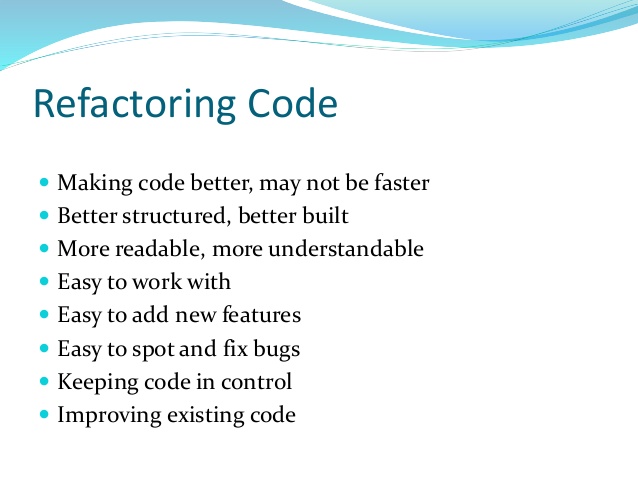 Refactoring Code
Making code better, may not be faster
Better structured, better built
More readable, more understandable
Easy to work with
Easy to add new features
Easy to spot and fix bugs
Keeping code in control
Improving existing code